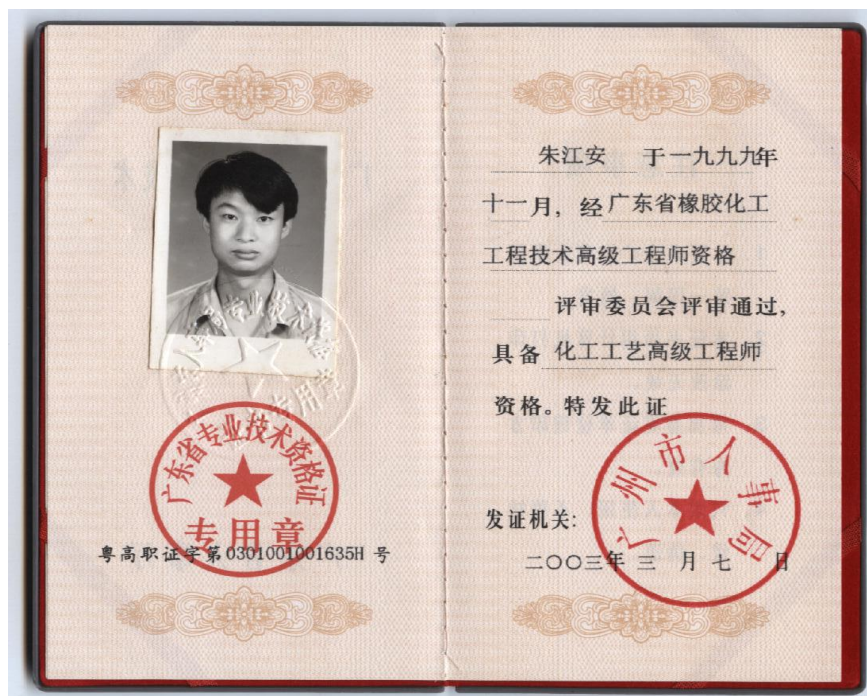 广东省专业技术资格证
专用章
粤高职证字第0301001001635H 号
朱江安 于一九九九年
十一月，经广东省橡胶化工
工程技术高级工程师资格
评审委员会评审通过，
具备 化工工艺高级工程师
资格。特发此证
广州市人事局
发证机关：
二〇〇三年 三 月 七 日